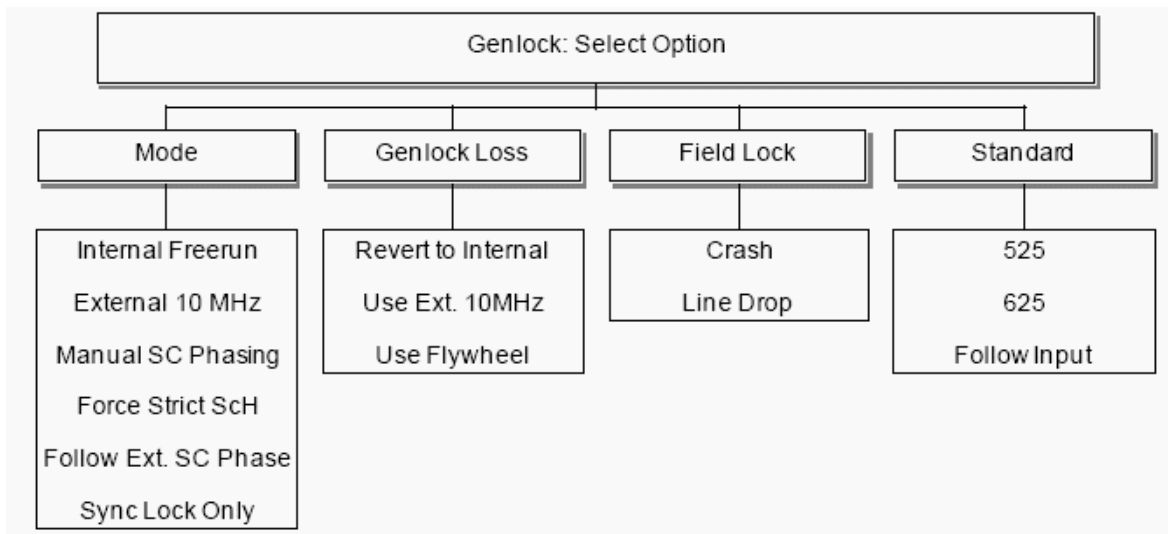 Genlock: Select Option
Mode
Genlock Loss
Field Lock
Standard
Internal Freerun
External 10 MHz
Manual SC Phasing
Force Strict ScH
Follow Ext. SC Phase
Sync Lock Only
Revert to Internal
Use Ext. 10MHz
Use Flywheel
Crash
Line Drop
525
625
Follow Input